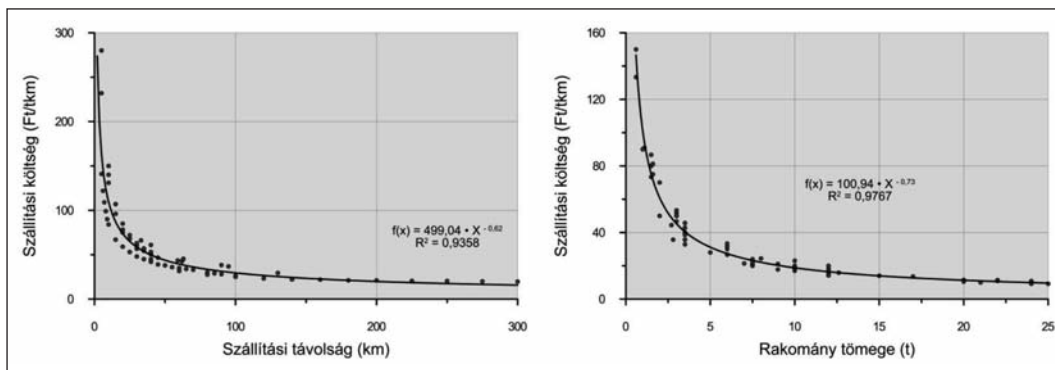 Szállítási költség (Ft/tkm)
300
200
100
0
f(x) = 499,04 • X -0,62
R² = 0,9358
0
100
200
300
Szállítási távolság (km)
Szállítási költség (Ft/tkm)
160
120
80
40
0
f(x) = 100,94 • X -0,73
R² = 0,9767
0
5
10
15
20
25
Rakomány tömege (t)